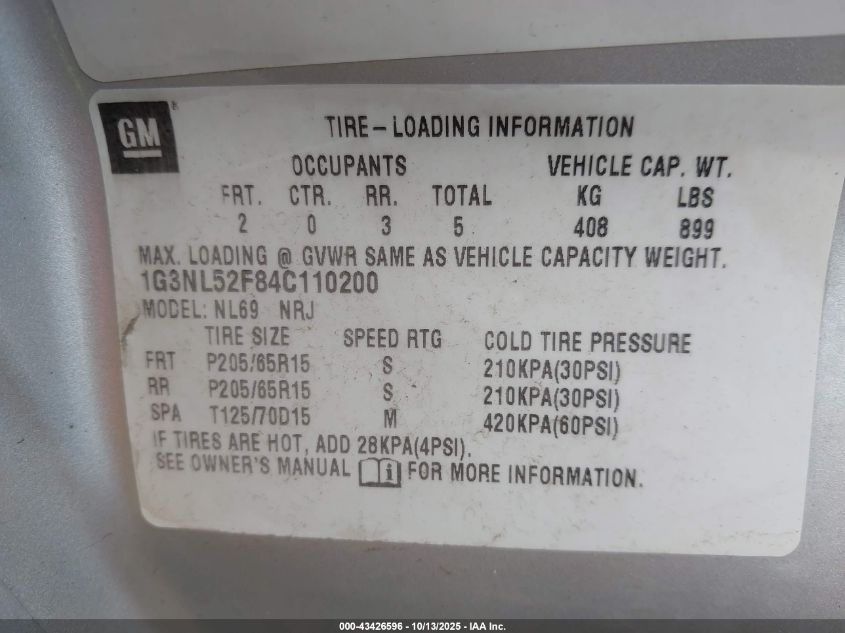 GM®
TIRE-LOADING INFORMATION
OCCUPANTS VEHICLE CAP. WT.
FRT. CTR. RR. TOTAL KG LBS
2 0 3 5 408 899
MAX. LOADING @ GVWR SAME AS VEHICLE CAPACITY WEIGHT.
1G3NL52F84C110200
MODEL: NL69 NRJ
TIRE SIZE SPEED RTG COLD TIRE PRESSURE
FRT P205/65R15 S 210KPA(30PSI)
RR P205/65R15 S 210KPA(30PSI)
SPA T125/70D15 M 420KPA(60PSI)
IF TIRES ARE HOT, ADD 28KPA(4PSI).
SEE OWNER'S MANUAL i FOR MORE INFORMATION.
000-43426596 - 10/13/2025 - IAA Inc.